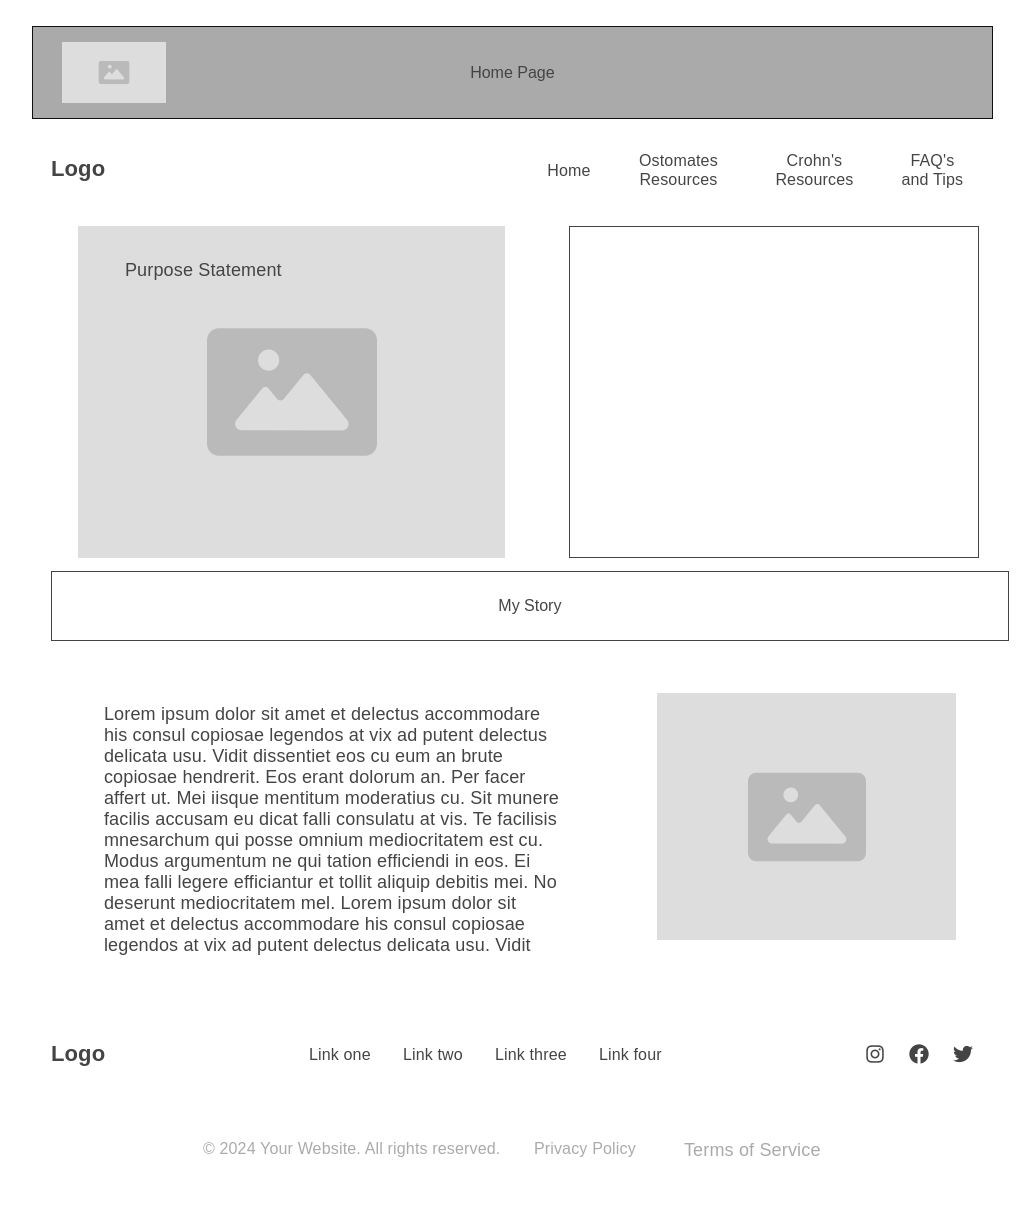 Home Page
Logo
Home
Ostomates
Resources
Crohn's
Resources
FAQ's
and Tips
Purpose Statement
My Story
Lorem ipsum dolor sit amet et delectus accommodare
his consul copiosae legendos at vix ad putent delectus
delicata usu. Vidit dissentiet eos cu eum an brute
copiosae hendrerit. Eos erant dolorum an. Per facer
affert ut. Mei iisque mentitum moderatius cu. Sit munere
facilis accusam eu dicat falli consulatu at vis. Te facilisis
mnesarchum qui posse omnium mediocritatem est cu.
Modus argumentum ne qui tation efficiendi in eos. Ei
mea falli legere efficiantur et tollit aliquip debitis mei. No
deserunt mediocritatem mel. Lorem ipsum dolor sit
amet et delectus accommodare his consul copiosae
legendos at vix ad putent delectus delicata usu. Vidit
Logo
Link one
Link two
Link three
Link four
© 2024 Your Website. All rights reserved.
Privacy Policy
Terms of Service